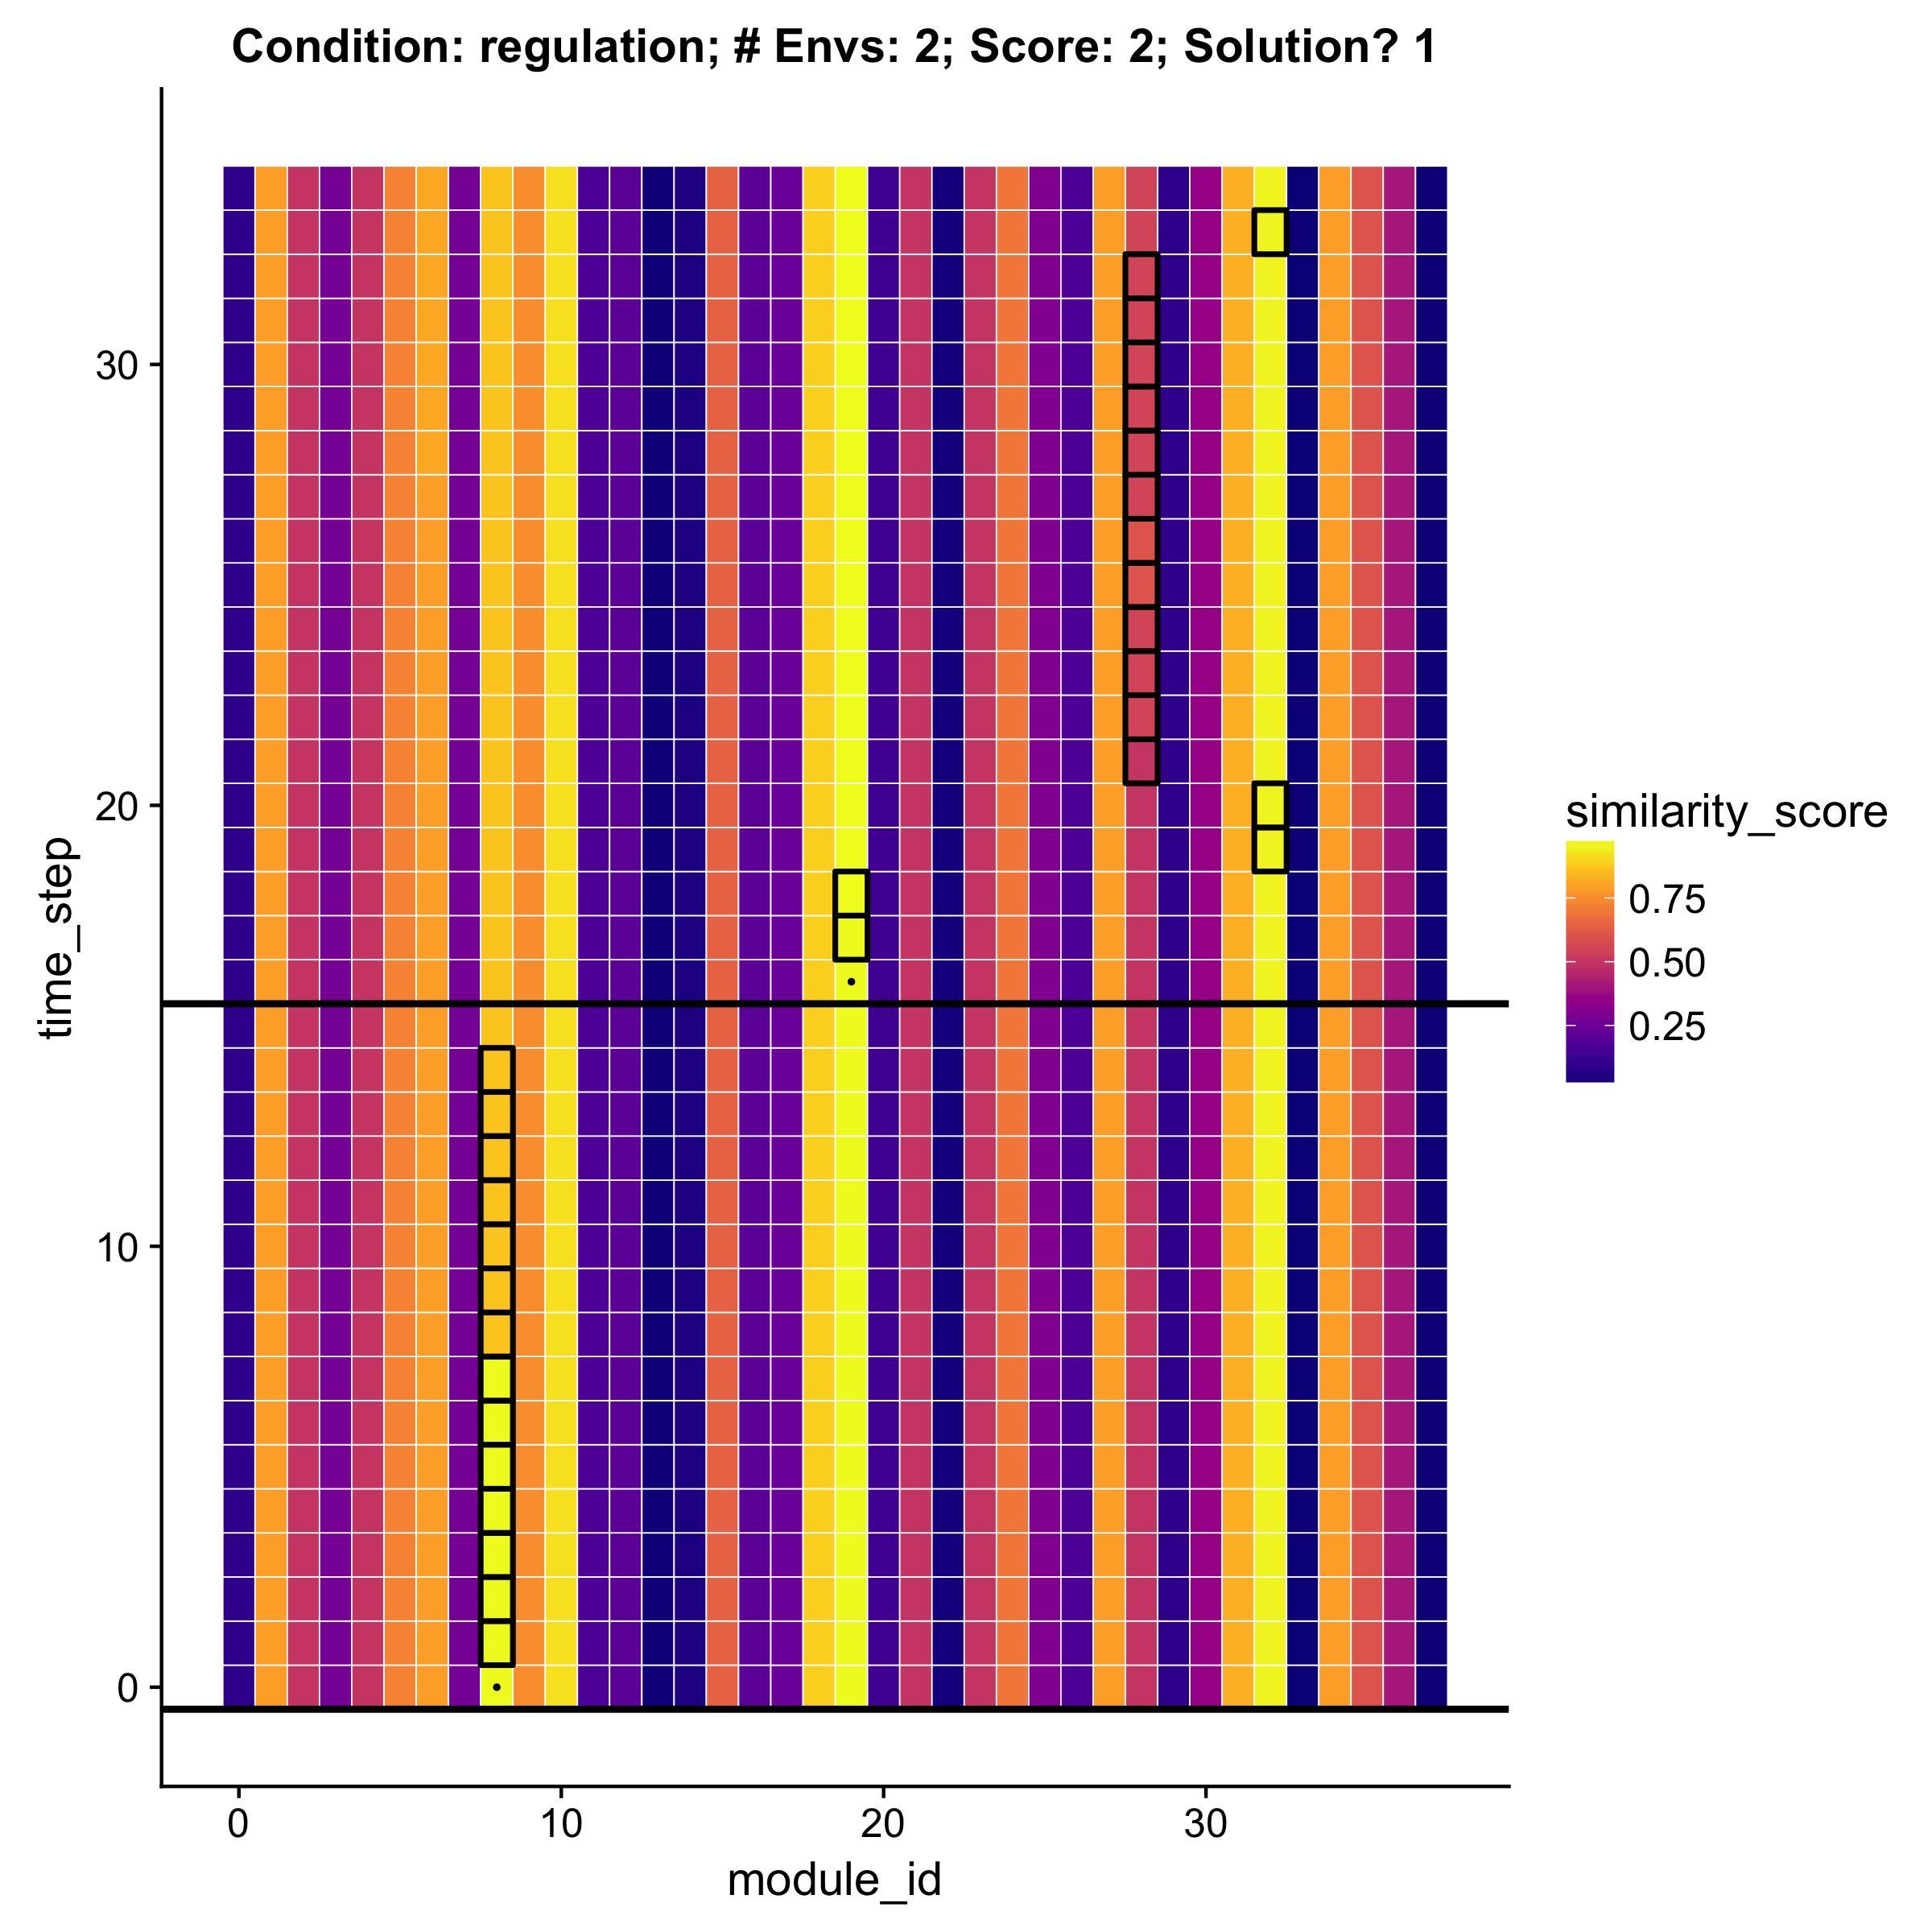 Condition: regulation; # Envs: 2; Score: 2; Solution? 1
30
20
10
0
time_step
0
10
20
30
module_id
similarity_score
0.75
0.50
0.25